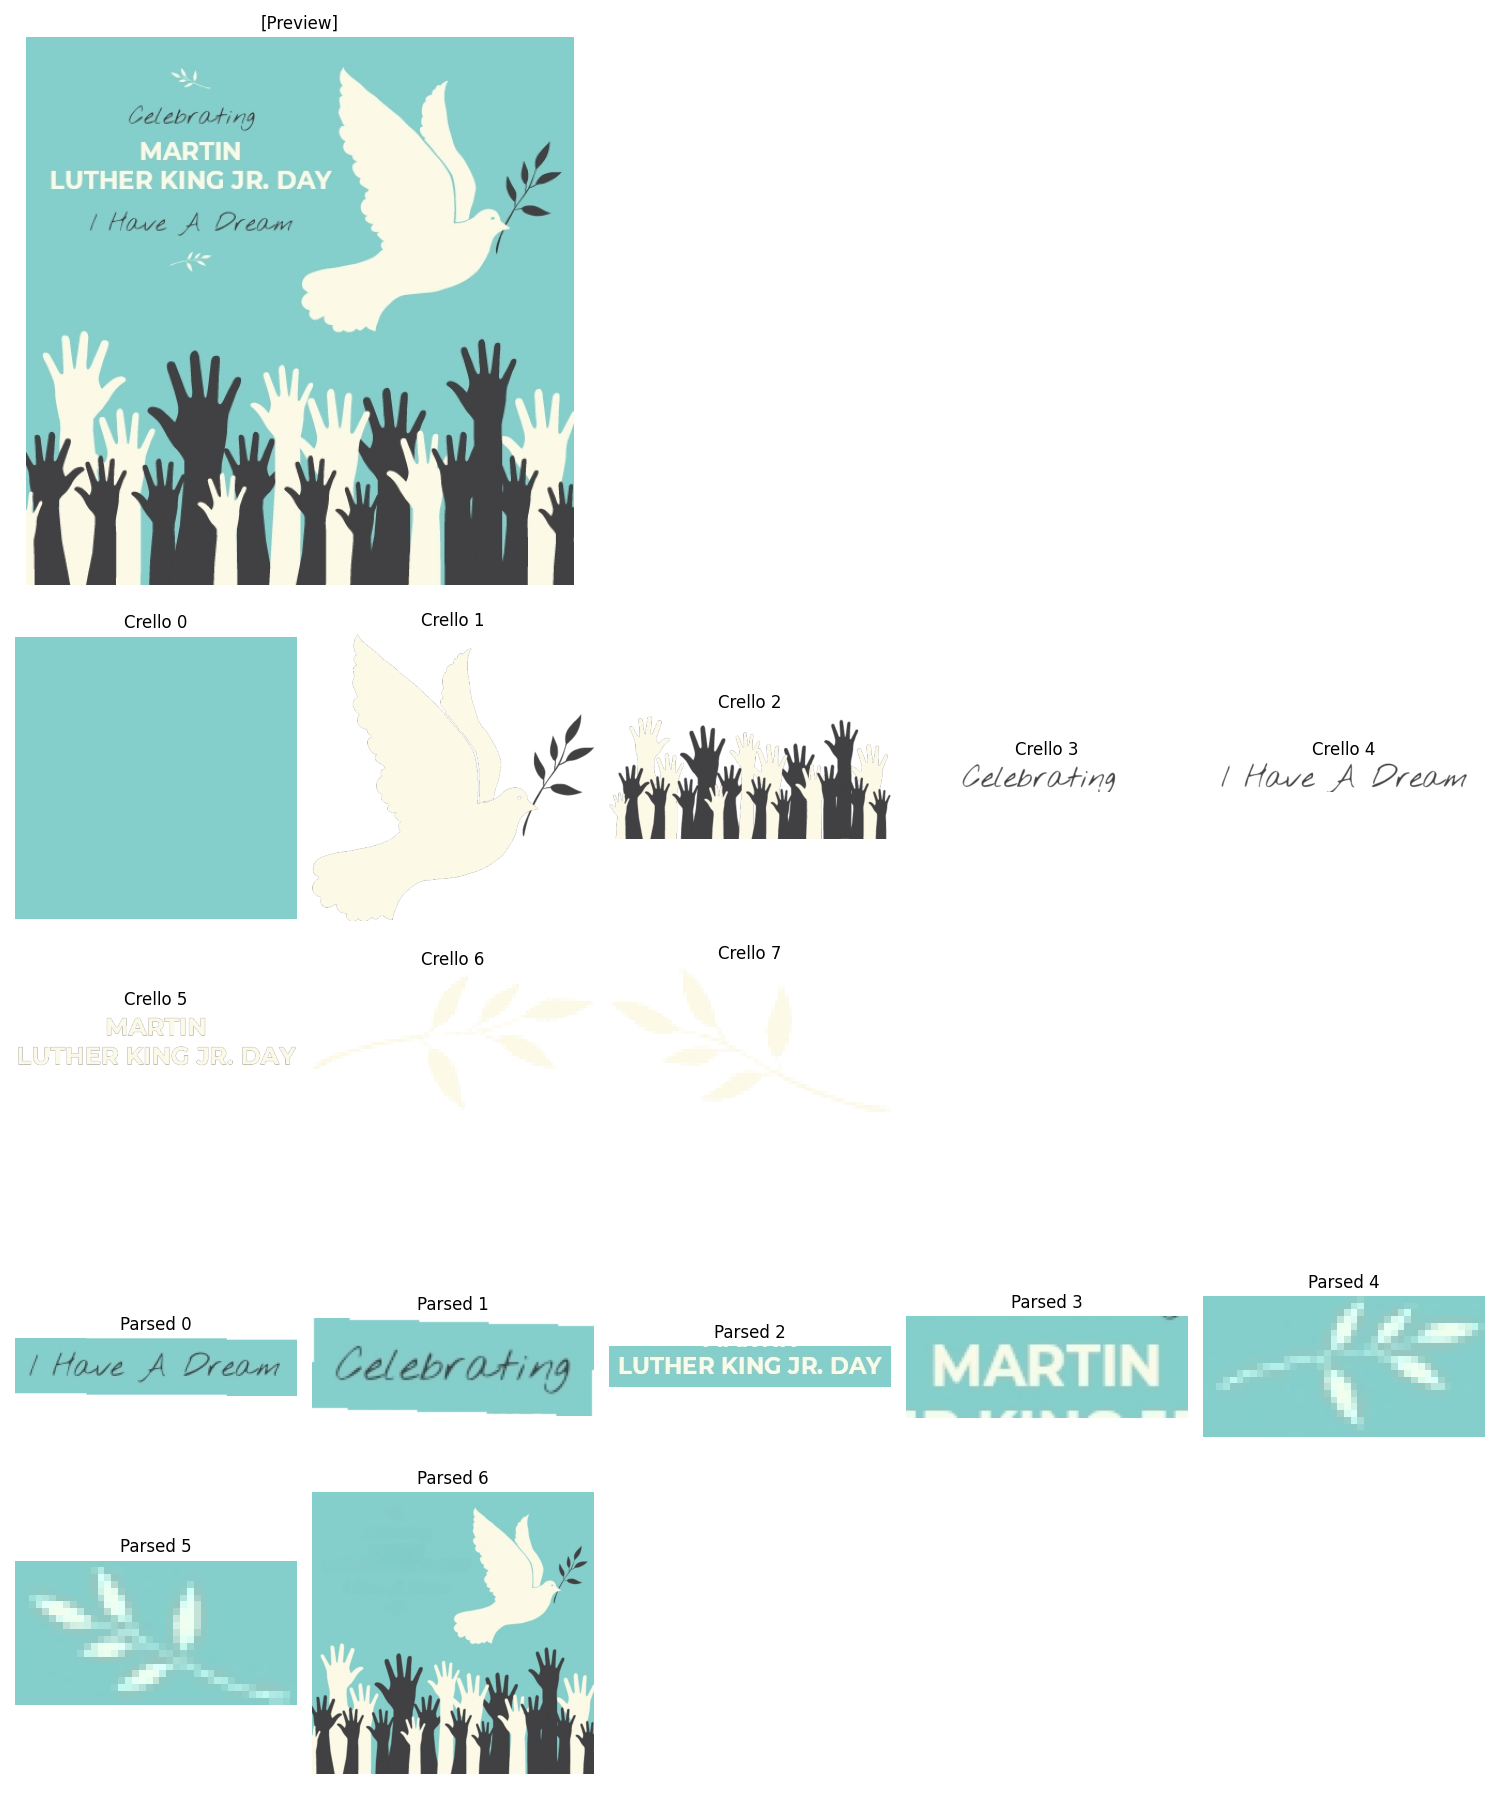 [Preview]
Celebrating
MARTIN
LUTHER KING JR. DAY
I Have A Dream
Crello 0
Crello 1
Crello 2
Crello 3
Crello 4
Celebrating
I Have A Dream
Crello 5
Crello 6
Crello 7
MARTIN
LUTHER KING JR. DAY
Parsed 0
Parsed 1
Parsed 2
Parsed 3
Parsed 4
I Have A Dream
Celebrating
LUTHER KING JR. DAY
MARTIN
Parsed 5
Parsed 6